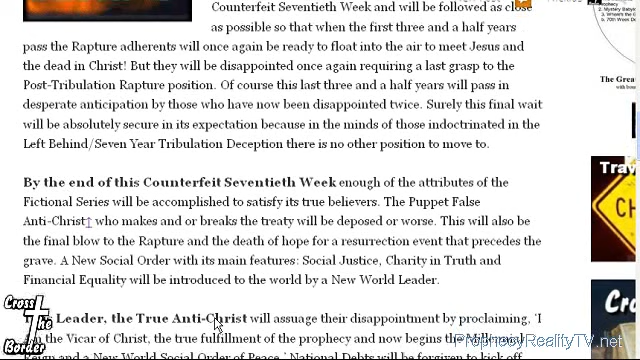 Counterfeit Seventieth Week and will be followed as close
as possible so that when the first three and a half years
pass the Rapture adherents will once again be ready to float into the air to meet Jesus and
the dead in Christ! But they will be disappointed once again requiring a last grasp to the
Post-Tribulation Rapture position. Of course this last three and a half years will pass in
desperate anticipation by those who have now been disappointed twice. Surely this final wait
will be absolutely secure in its expectation because in the minds of those indoctrinated in the
Left Behind/Seven Year Tribulation Deception there is no other position to move to.
By the end of this Counterfeit Seventieth Week enough of the attributes of the
Fictional Series will be accomplished to satisfy its true believers. The Puppet False
Anti-Christ† who makes and or breaks the treaty will be deposed or worse. This will also be
the final blow to the Rapture and the death of hope for a resurrection event that precedes the
grave. A New Social Order with its main features: Social Justice, Charity in Truth and
Financial Equality will be introduced to the world by a New World Leader.
Leader, the True Anti-Christ will assuage their disappointment by proclaiming, 'I
the Vicar of Christ, the true fulfillment of the prophecy and now begins the Millennial
Reign and a New World Social Order of Peace.' National Debts will be forgiven to kick off
Cross
The
Border
ProphecyRealityTV.net
The Grea
Trav
CH
Cros